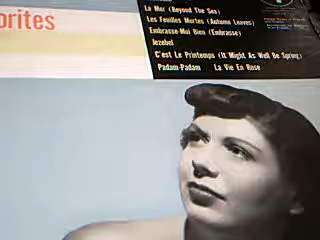 orites
La Mer (Beyond The Sea)
Les Feuilles Mortes (Autumn Leaves)
Embrasse-Moi Bien (Embrasse)
Jezebel
C'est Le Printemps (It Might As Well Be Spring)
Padam-Padam La Vie En Rose